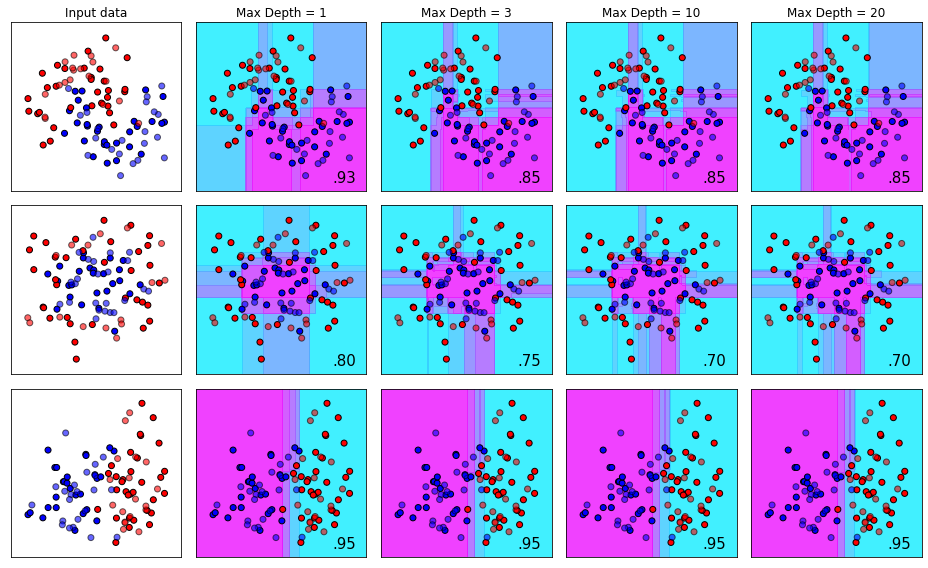 Input data Max Depth = 1 Max Depth = 3 Max Depth = 10 Max Depth = 20
.93 .85 .85 .85
.80 .75 .70 .70
.95 .95 .95 .95